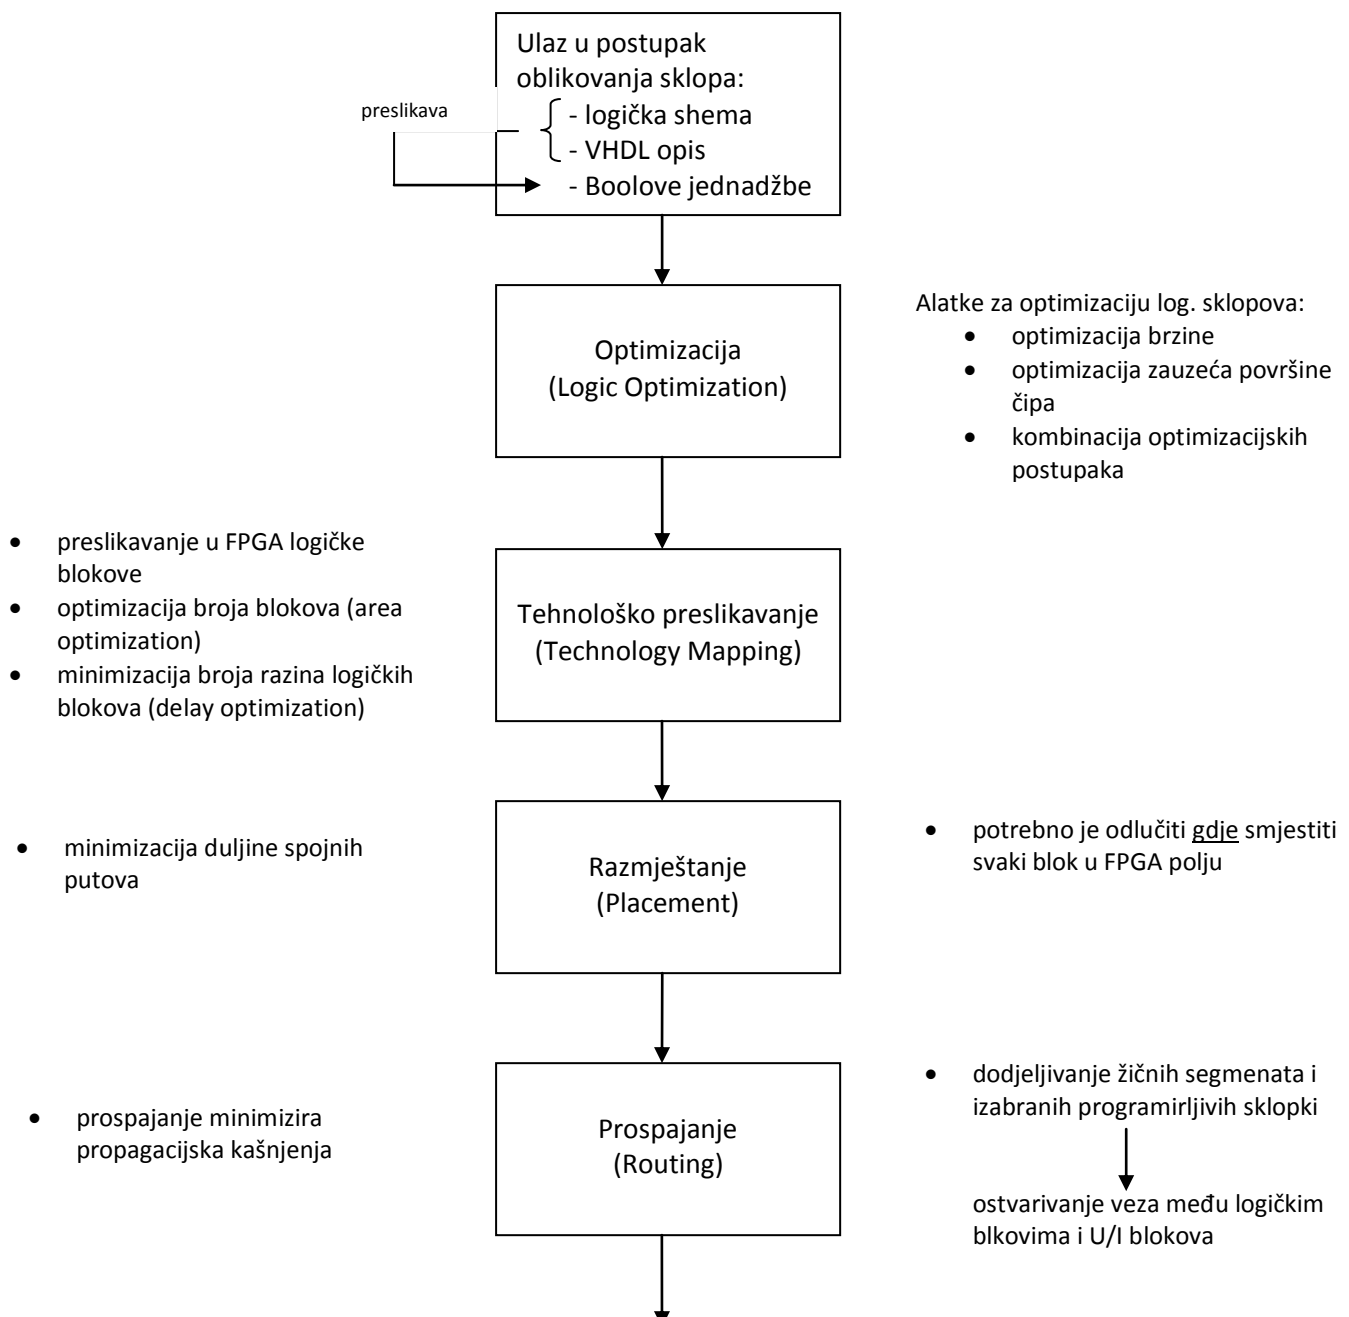 Ulaz u postupak
oblikovanja sklopa:
preslikava
- logička shema
- VHDL opis
- Boolove jednadžbe
Optimizacija
(Logic Optimization)
Alatke za optimizaciju log. sklopova:
• optimizacija brzine
• optimizacija zauzeća površine
čipa
• kombinacija optimizacijskih
postupaka
• preslikavanje u FPGA logičke
blokove
• optimizacija broja blokova (area
optimization)
• minimizacija broja razina logičkih
blokova (delay optimization)
Tehnološko preslikavanje
(Technology Mapping)
• minimizacija duljine spojnih
putova
Razmještanje
(Placement)
• potrebno je odlučiti gdje smjestiti
svaki blok u FPGA polju
• prospajanje minimizira
propagacijska kašnjenja
Prospajanje
(Routing)
• dodjeljivanje žičnih segmenata i
izabranih programirljivih sklopki
ostvarivanje veza među logičkim
blkovima i U/I blokova